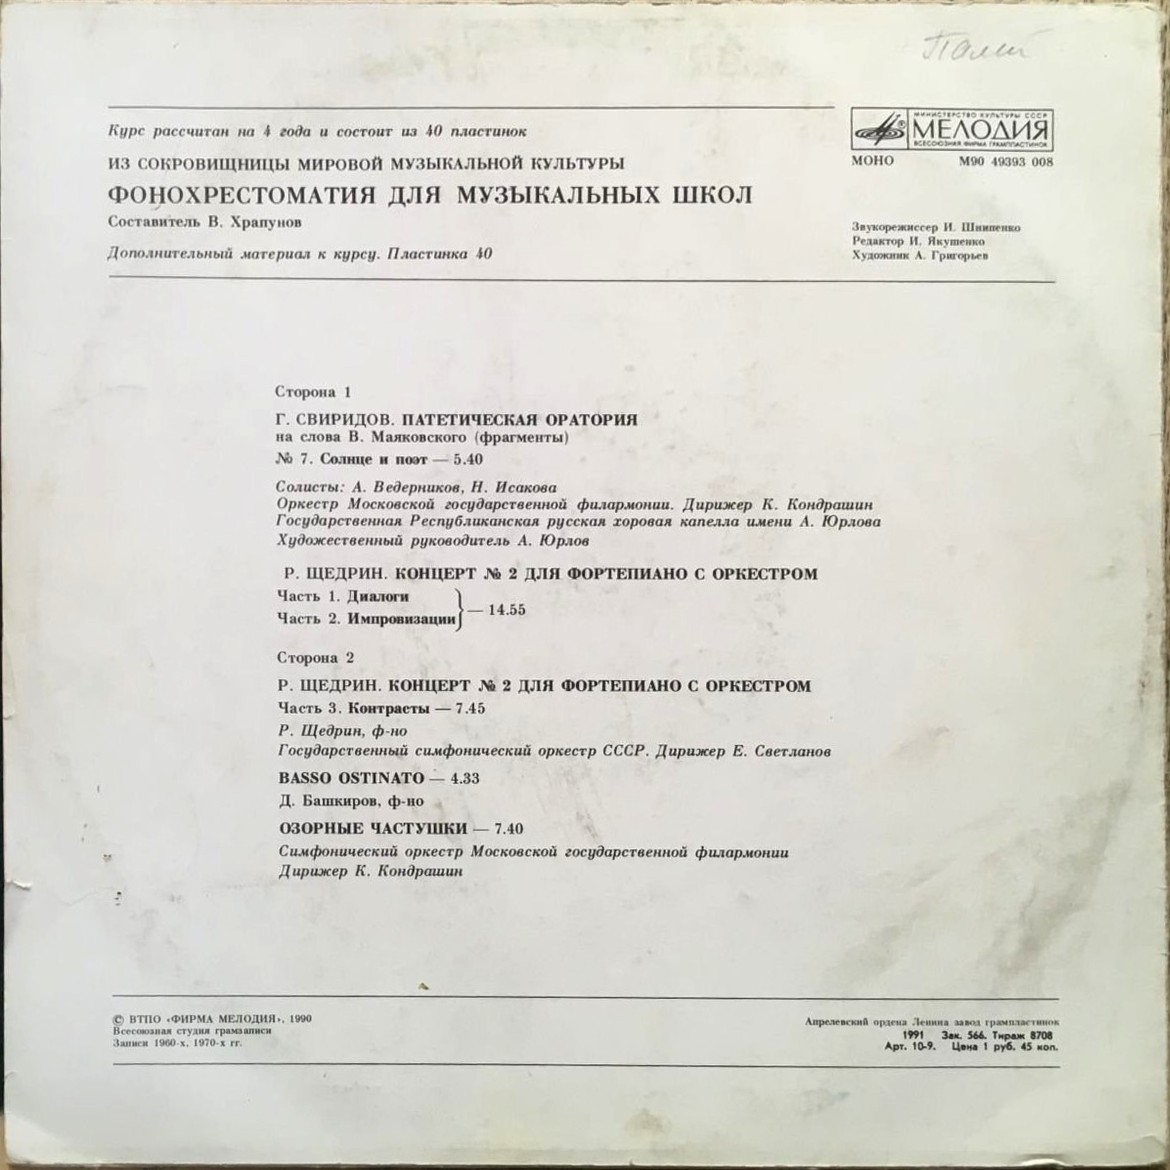 Курс рассчитан на 4 года и состоит из 40 пластинок
ИЗ СОКРОВИЩНИЦЫ МИРОВОЙ МУЗЫКАЛЬНОЙ КУЛЬТУРЫ
ФОНОХРЕСТОМАТИЯ ДЛЯ МУЗЫКАЛЬНЫХ ШКОЛ
Составитель В. Храпунов
Дополнительный материал к курсу. Пластинка 40
МИНИСТЕРСТВО КУЛЬТУРЫ СССР
МЕЛОДИЯ
ВСЕСОЮЗНАЯ ФИРМА ГРАМПЛАСТИНОК
МОНО М90 49393 008
Звукорежиссер И. Шнипенко
Редактор И. Якушенко
Художник А. Григорьев
Сторона 1
Г. СВИРИДОВ. ПАТЕТИЧЕСКАЯ ОРАТОРИЯ
на слова В. Маяковского (фрагменты)
№ 7. Солнце и поэт — 5.40
Солисты: А. Ведерников, Н. Исакова
Оркестр Московской государственной филармонии. Дирижер К. Кондрашин
Государственная Республиканская русская хоровая капелла имени А. Юрлова
Художественный руководитель А. Юрлов
Р. ЩЕДРИН. КОНЦЕРТ № 2 ДЛЯ ФОРТЕПИАНО С ОРКЕСТРОМ
Часть 1. Диалоги
Часть 2. Импровизации} — 14.55
Сторона 2
Р. ЩЕДРИН. КОНЦЕРТ № 2 ДЛЯ ФОРТЕПИАНО С ОРКЕСТРОМ
Часть 3. Контрасты — 7.45
Р. Щедрин, ф-но
Государственный симфонический оркестр СССР. Дирижер Е. Светланов
BASSO OSTINATO — 4.33
Д. Башкиров, ф-но
ОЗОРНЫЕ ЧАСТУШКИ — 7.40
Симфонический оркестр Московской государственной филармонии
Дирижер К. Кондрашин
© ВТПО «ФИРМА МЕЛОДИЯ», 1990
Всесоюзная студия грамзаписи
Записи 1960-х, 1970-х гг.
Апрелевский ордена Ленина завод грампластинок
1991 Зак. 566. Тираж 8708
Арт. 10-9. Цена 1 руб. 45 коп.